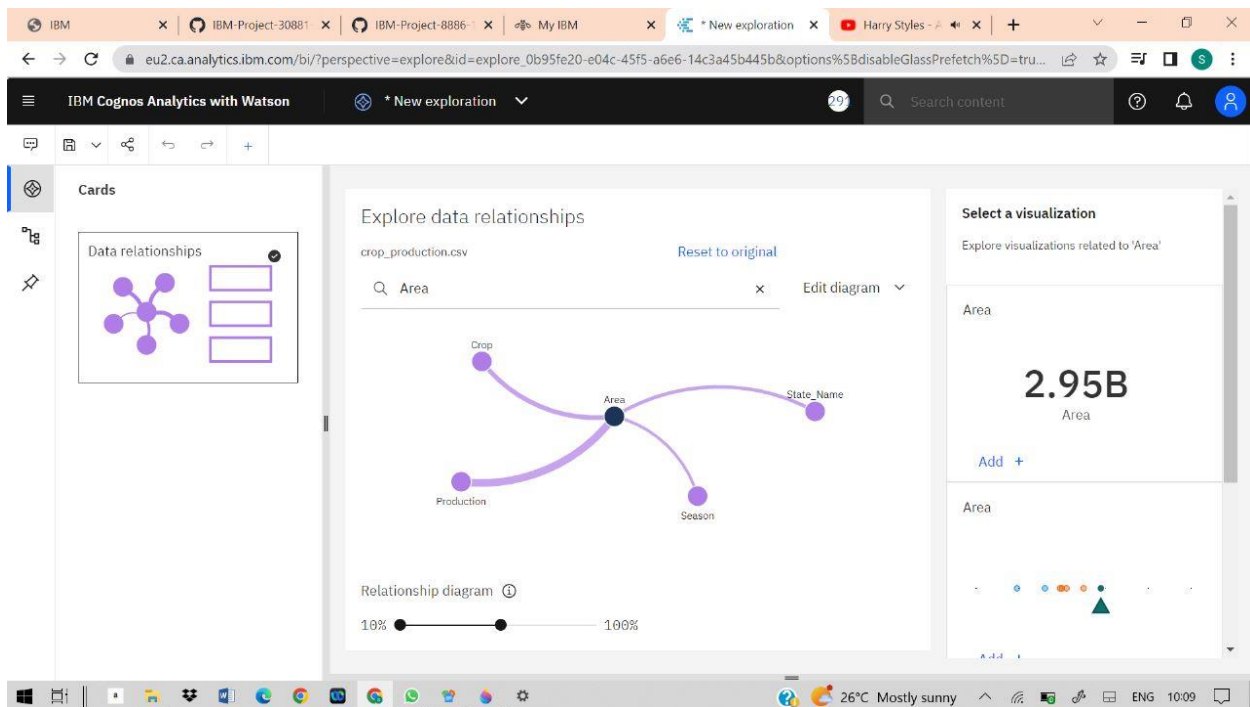 IBM
IBM-Project-30881-
IBM-Project-8886-1
My IBM
* New exploration
Harry Styles - A
eu2.ca.analytics.ibm.com/bi/?perspective=explore&id=explore_0b95fe20-e04c-45f5-a6e6-14c3a45b445b&options%5BdisableGlassPrefetch%5D=tru...
S
IBM Cognos Analytics with Watson
* New exploration
291
Search content
Cards
Data relationships
Explore data relationships
crop_production.csv
Reset to original
Area
Edit diagram
Crop
Area
State_Name
Production
Season
Relationship diagram
10%
100%
Select a visualization
Explore visualizations related to 'Area'
Area
2.95B
Area
Add +
Area
Add +
26°C Mostly sunny
ENG
10:09